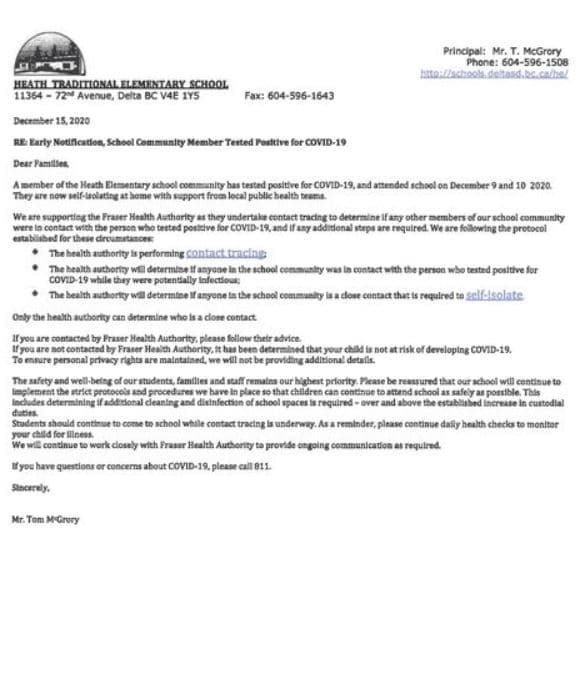 Principal: Mr. T. McGrory
Phone: 604-596-1508
http://schools.deltasd.bc.ca/he/
HEATH TRADITIONAL ELEMENTARY SCHOOL
11364 – 72nd Avenue, Delta BC V4E 1Y5 Fax: 604-596-1643
December 15, 2020
RE: Early Notification, School Community Member Tested Positive for COVID-19
Dear Families,
A member of the Heath Elementary school community has tested positive for COVID-19, and attended school on December 9 and 10 2020.
They are now self-isolating at home with support from local public health teams.
We are supporting the Fraser Health Authority as they undertake contact tracing to determine if any other members of our school community
were in contact with the person who tested positive for COVID-19, and if any additional steps are required. We are following the protocol
established for these circumstances:
• The health authority is performing contact tracing;
• The health authority will determine if anyone in the school community was in contact with the person who tested positive for
COVID-19 while they were potentially infectious;
• The health authority will determine if anyone in the school community is a close contact that is required to self-isolate.
Only the health authority can determine who is a close contact.
If you are contacted by Fraser Health Authority, please follow their advice.
If you are not contacted by Fraser Health Authority, it has been determined that your child is not at risk of developing COVID-19.
To ensure personal privacy rights are maintained, we will not be providing additional details.
The safety and well-being of our students, families and staff remains our highest priority. Please be reassured that our school will continue to
implement the strict protocols and procedures we have in place so that children can continue to attend school as safely as possible. This
includes determining if additional cleaning and disinfection of school spaces is required – over and above the established increase in custodial
duties.
Students should continue to come to school while contact tracing is underway. As a reminder, please continue daily health checks to monitor
your child for illness.
We will continue to work closely with Fraser Health Authority to provide ongoing communication as required.
If you have questions or concerns about COVID-19, please call 811.
Sincerely,
Mr. Tom McGrory